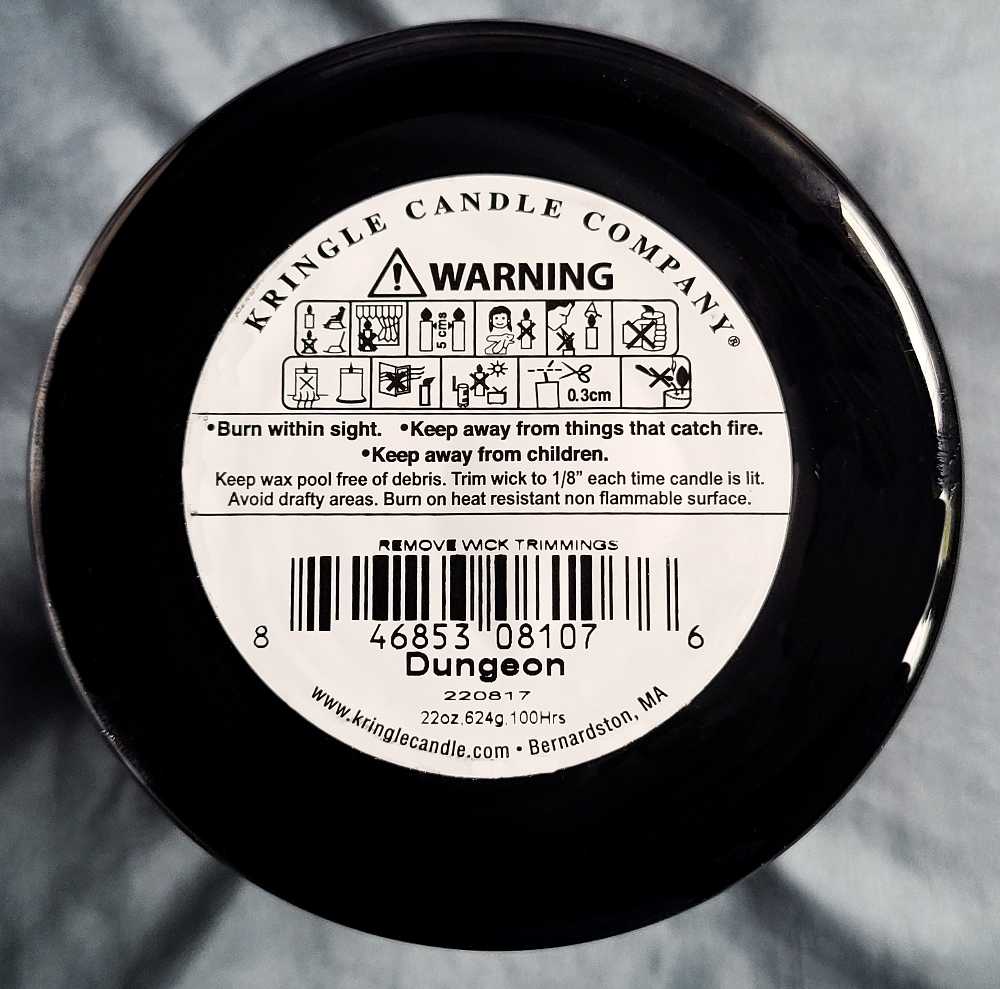 KRINGLE CANDLE COMPANY®
WARNING
5 cms
0.3cm
•Burn within sight. •Keep away from things that catch fire.
•Keep away from children.
Keep wax pool free of debris. Trim wick to 1/8” each time candle is lit.
Avoid drafty areas. Burn on heat resistant non flammable surface.
REMOVE WICK TRIMMINGS
8 46853 08107 6
Dungeon
220817
22oz,624g,100Hrs
www.kringlecandle.com • Bernardston, MA